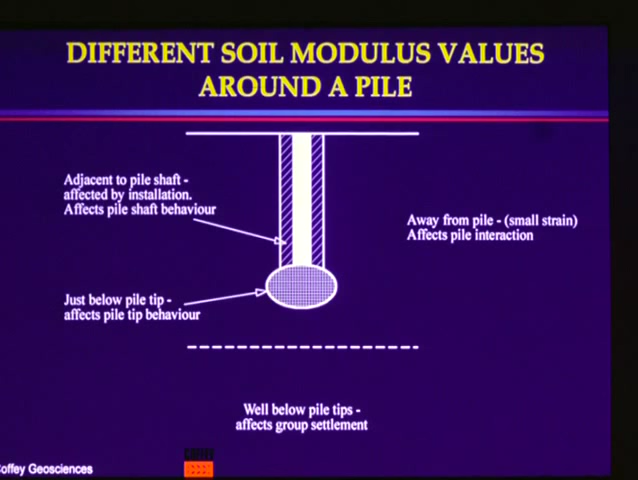 DIFFERENT SOIL MODULUS VALUES
AROUND A PILE
Adjacent to pile shaft -
affected by installation.
Affects pile shaft behaviour
Away from pile - (small strain)
Affects pile interaction
Just below pile tip -
affects pile tip behaviour
Well below pile tips -
affects group settlement
COFFEY
offey Geosciences